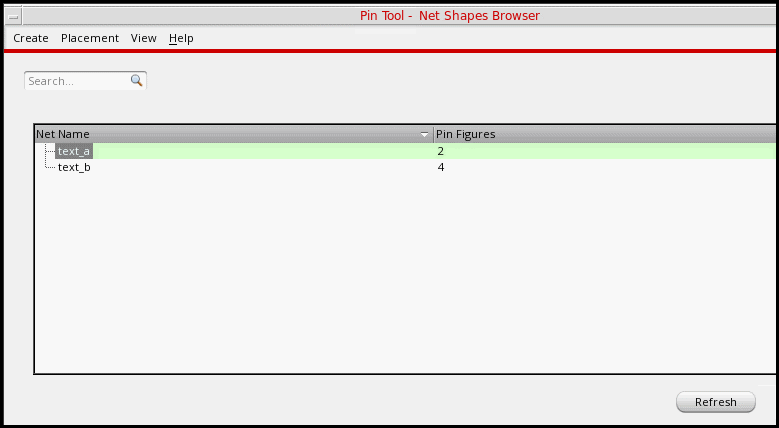 Pin Tool - Net Shapes Browser
Create Placement View Help
Search...
Net Name Pin Figures
text_a 2
text_b 4
Refresh